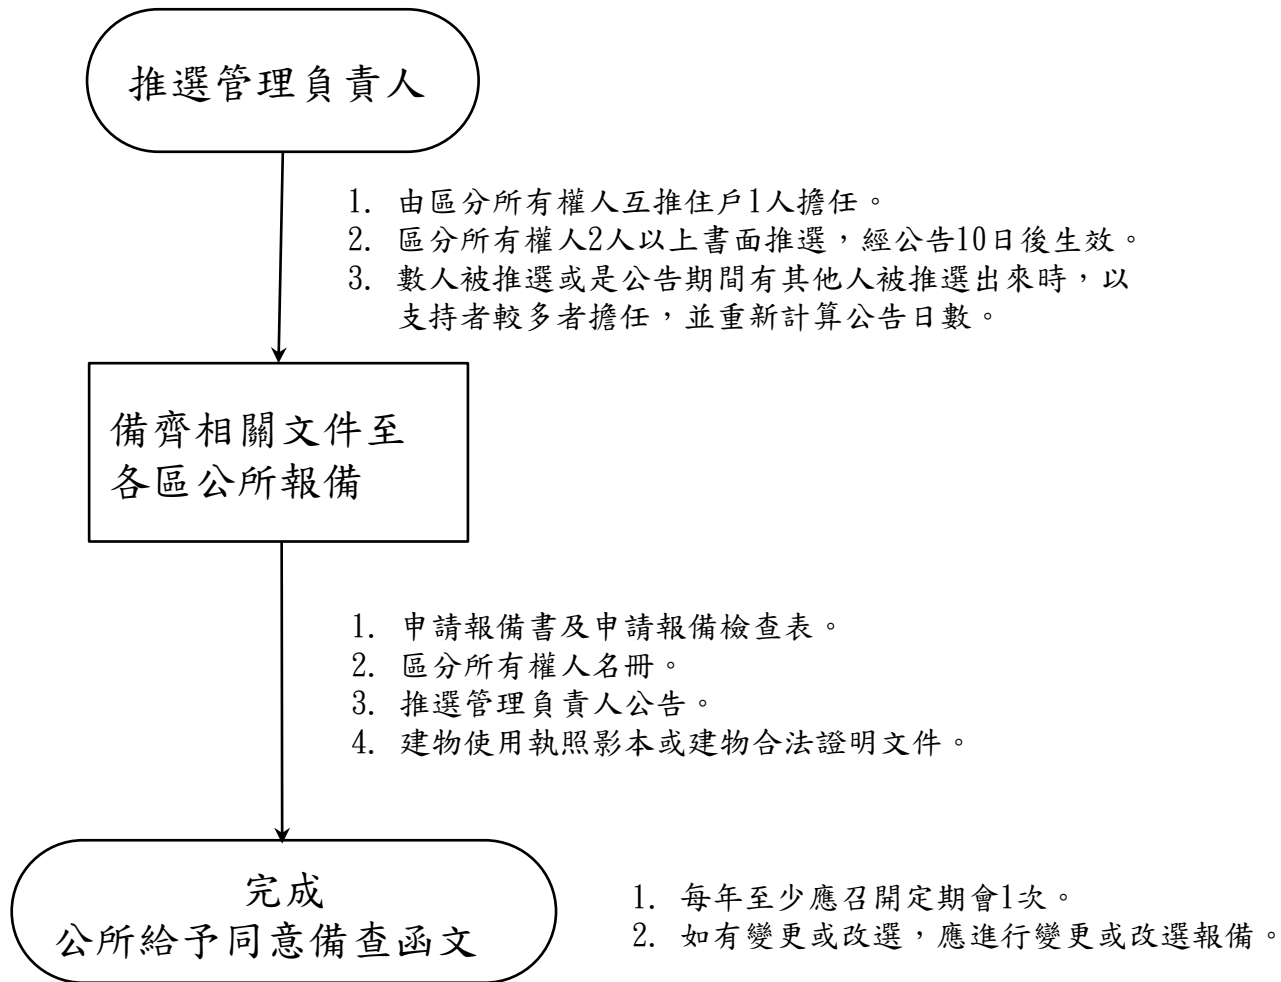 推選管理負責人
1. 由區分所有權人互推住戶1人擔任。
2. 區分所有權人2人以上書面推選，經公告10日後生效。
3. 數人被推選或是公告期間有其他人被推選出來時，以
支持者較多者擔任，並重新計算公告日數。
備齊相關文件至
各區公所報備
1. 申請報備書及申請報備檢查表。
2. 區分所有權人名冊。
3. 推選管理負責人公告。
4. 建物使用執照影本或建物合法證明文件。
完成
公所給予同意備查函文
1. 每年至少應召開定期會1次。
2. 如有變更或改選，應進行變更或改選報備。